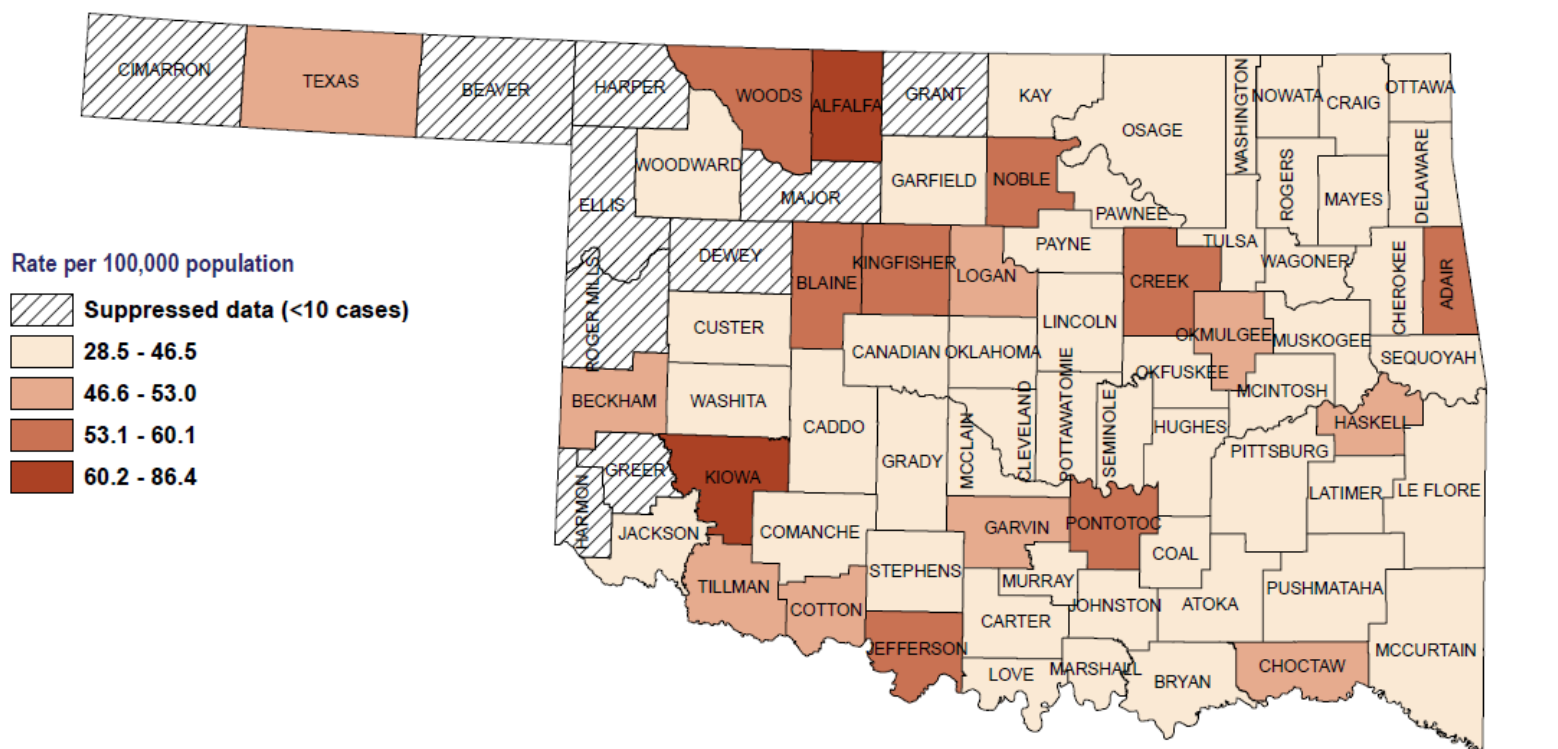 CIMARRON
TEXAS
BEAVER
HARPER
WOODS
ALFALFA
GRANT
KAY
OSAGE
WASHINGTON
NOWATA
CRAIG
OTTAWA
WOODWARD
ELLIS
MAJOR
GARFIELD
NOBLE
PAWNEE
ROGERS
MAYES
DELAWARE
DEWEY
BLAINE
KINGFISHER
LOGAN
PAYNE
CREEK
TULSA
WAGONER
CHEROKEE
ADAIR
Rate per 100,000 population
Suppressed data (<10 cases)
28.5 - 46.5
46.6 - 53.0
53.1 - 60.1
60.2 - 86.4
ROGER MILLS
CUSTER
CANADIAN
OKLAHOMA
LINCOLN
OKMULGEE
MUSKOGEE
SEQUOYAH
OKFUSKEE
MCINTOSH
BECKHAM
WASHITA
CADDO
GRADY
MCCLAIN
CLEVELAND
POTTAWATOMIE
SEMINOLE
HUGHES
PITTSBURG
HASKELL
GREER
KIOWA
HARMON
JACKSON
COMANCHE
GARVIN
PONTOTOC
COAL
LATIMER
LE FLORE
TILLMAN
COTTON
STEPHENS
MURRAY
JOHNSTON
ATOKA
PUSHMATAHA
CARTER
JEFFERSON
LOVE
MARSHALL
BRYAN
CHOCTAW
MCCURTAIN